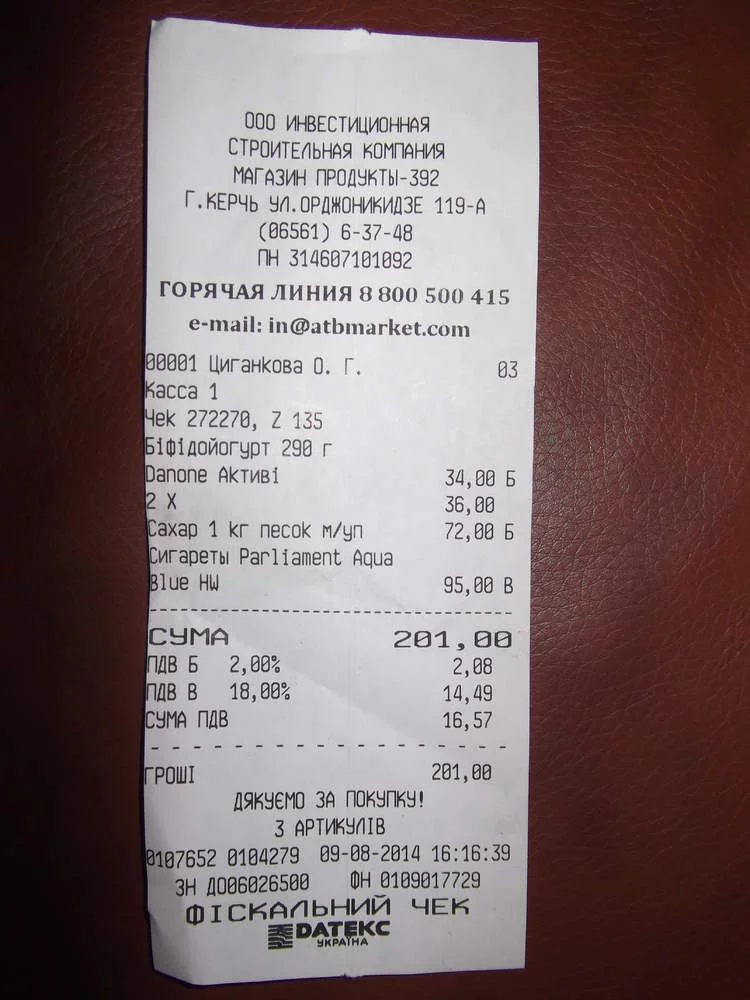 ООО ИНВЕСТИЦИОННАЯ
СТРОИТЕЛЬНАЯ КОМПАНИЯ
МАГАЗИН ПРОДУКТЫ-392
Г.КЕРЧЬ УЛ.ОРДЖОНИКИДЗЕ 119-А
(06561) 6-37-48
ПН 314607101092
ГОРЯЧАЯ ЛИНИЯ 8 800 500 415
e-mail: in@atbmarket.com
00001 Циганкова О. Г. 03
Касса 1
Чек 272270, Z 135
Біфідойогурт 290 г
Danone Активі 34,00 Б
2 X 36,00
Сахар 1 кг песок м/уп 72,00 Б
Сигареты Parliament Aqua
Blue HW 95,00 В
СУМА 201,00
ПДВ Б 2,00% 2,08
ПДВ В 18,00% 14,49
СУМА ПДВ 16,57
ГРОШІ 201,00
ДЯКУЄМО ЗА ПОКУПКУ!
3 АРТИКУЛІВ
0107652 0104279 09-08-2014 16:16:39
ЗН ДО06026500 ФН 0109017729
ФІСКАЛЬНИЙ ЧЕК
DATEКС
УКРАЇНА